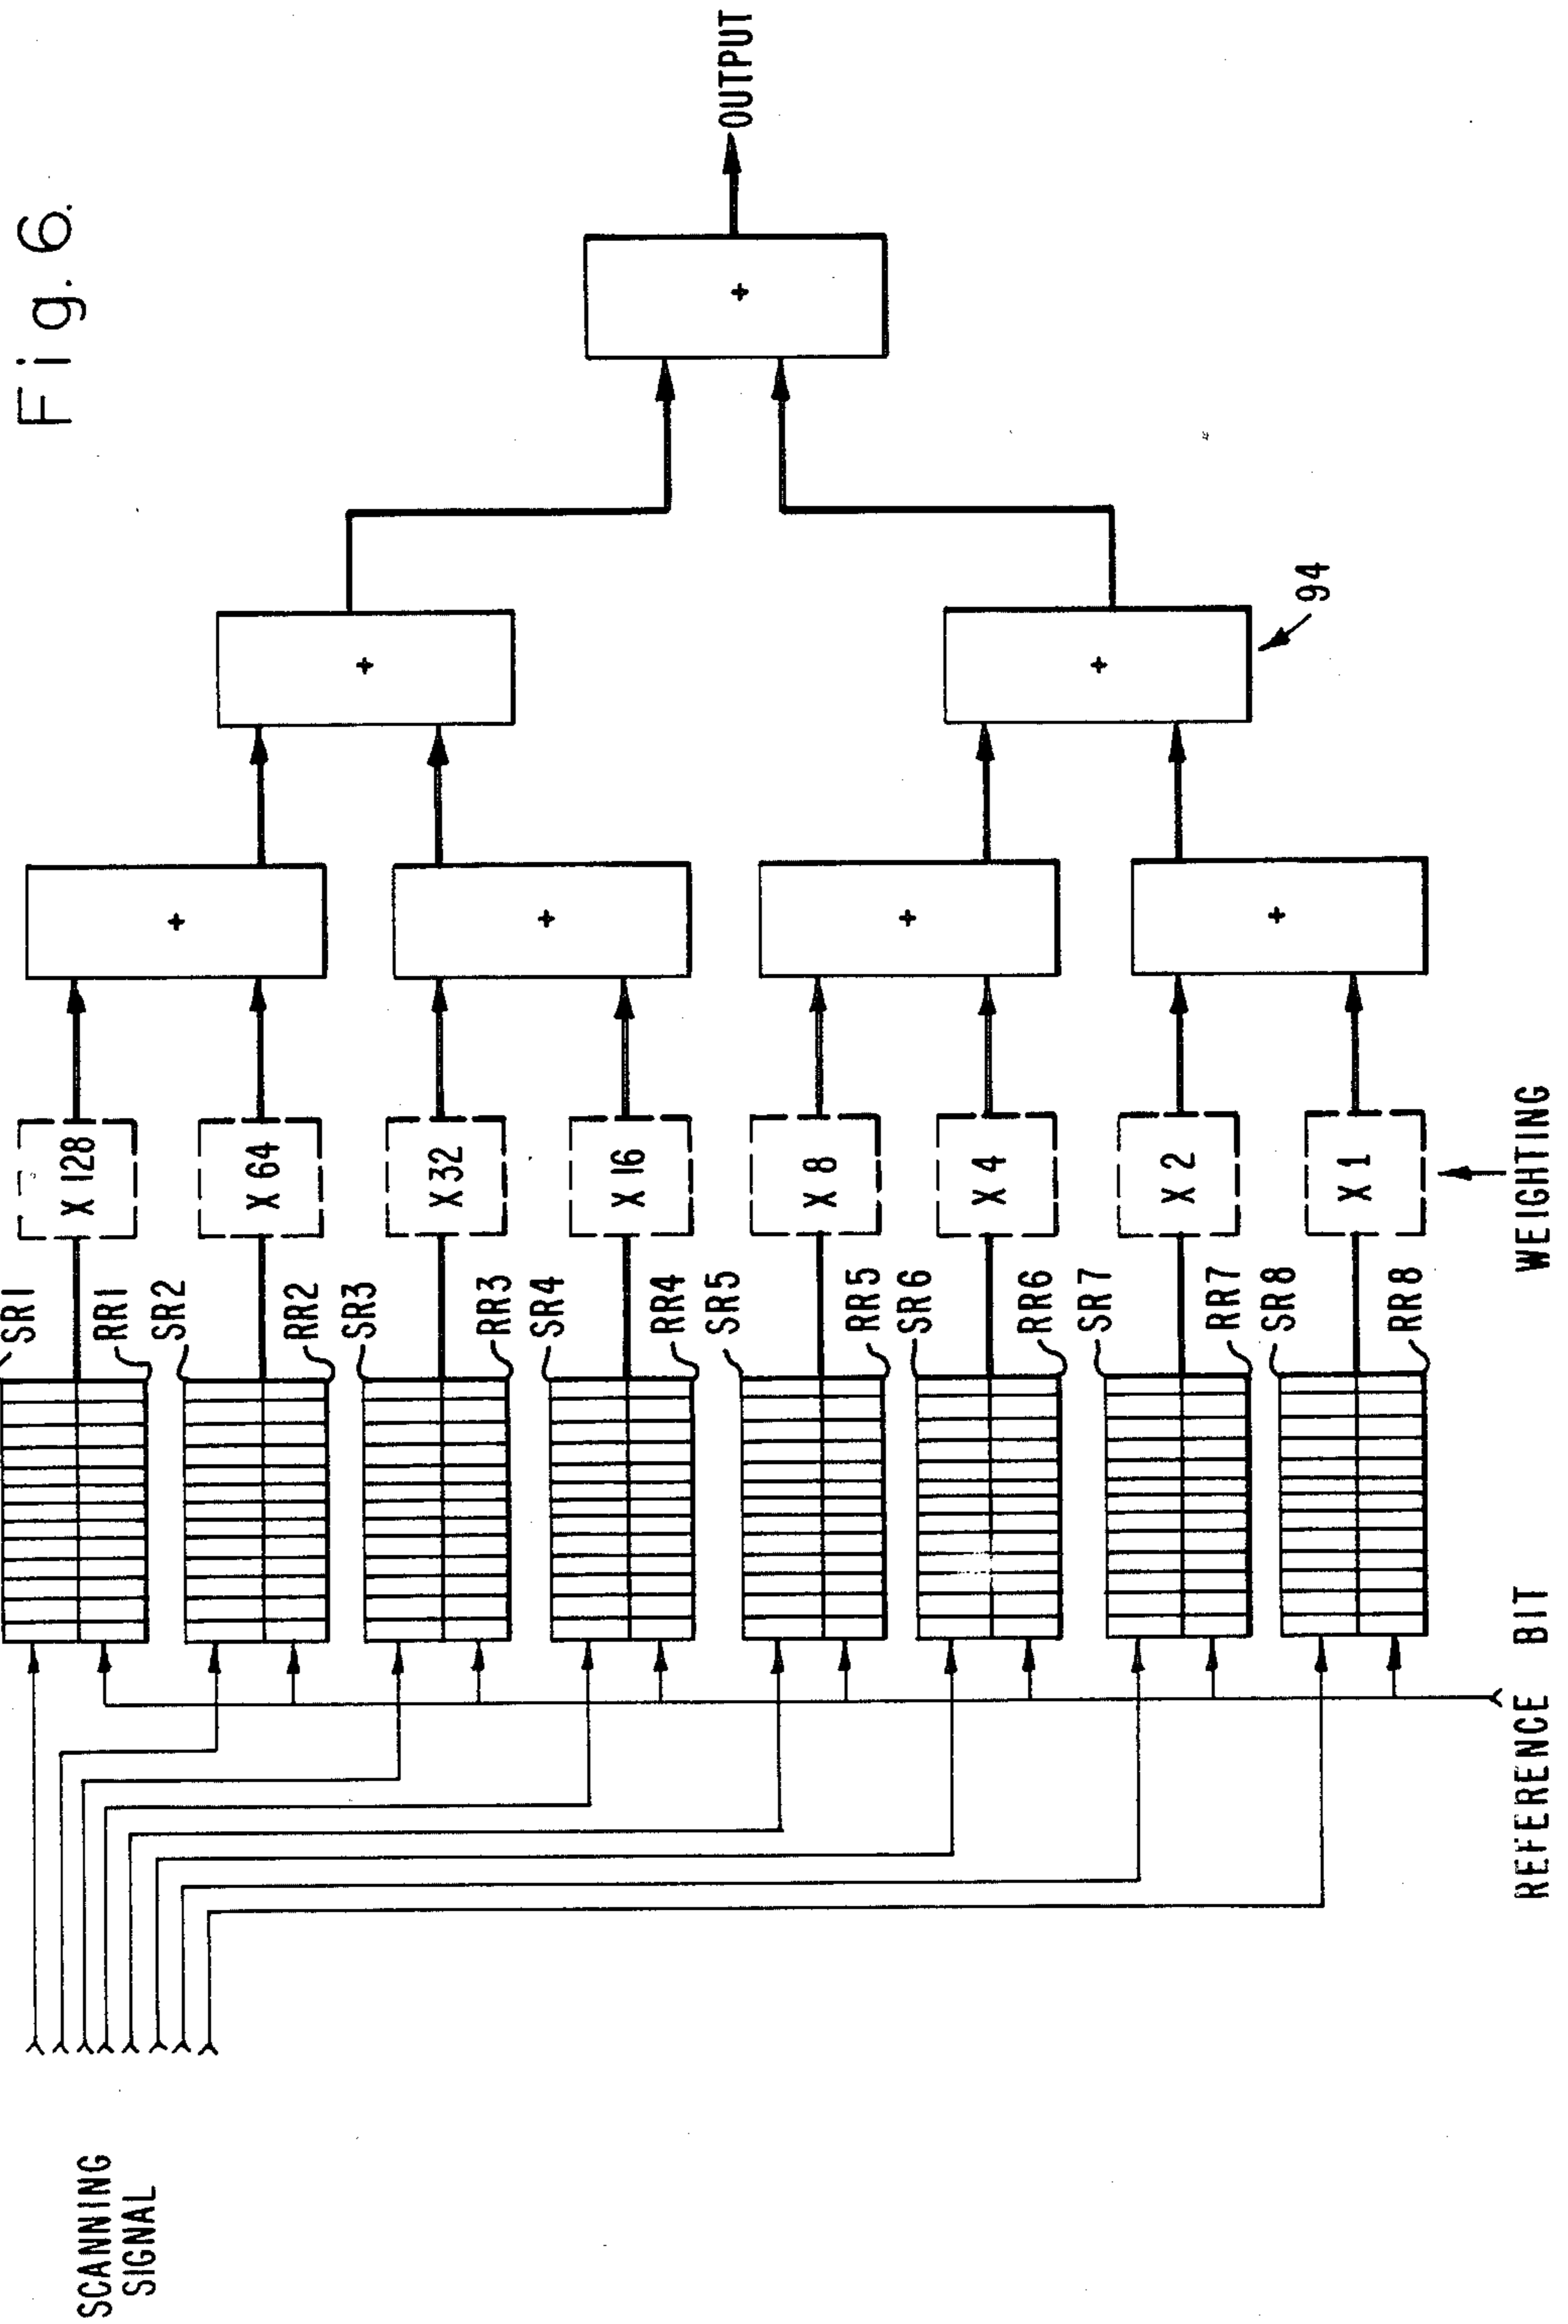 Fig. 6.
SCANNING
SIGNAL
SR1
RR1
X 128
+
SR2
RR2
X 64
SR3
RR3
X 32
+
SR4
RR4
X 16
+
SR5
RR5
X 8
+
SR6
RR6
X 4
SR7
RR7
X 2
+
SR8
RR8
X 1
+
94
+
OUTPUT
REFERENCE BIT
WEIGHTING